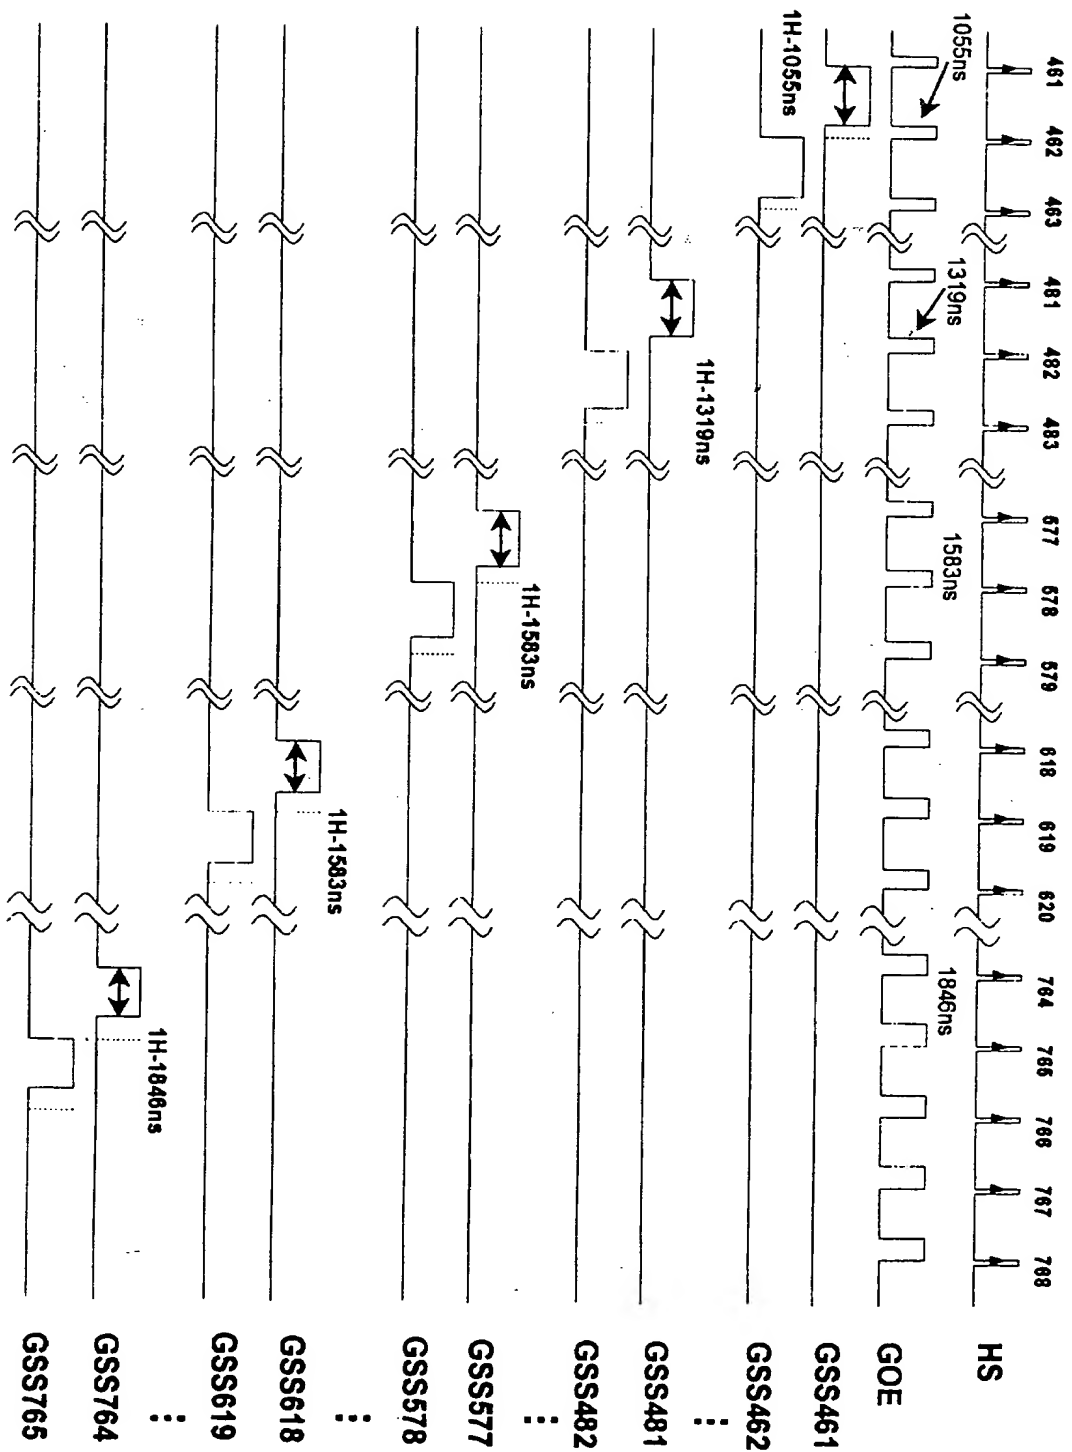 461 462 463 481 482 483 577 578 579 618 619 620 764 765 766 767 768
HS
1055ns 1319ns 1583ns 1846ns
GOE
GSS461
1H-1055ns
GSS462
⋮
1H-1319ns
GSS481
GSS482
⋮
1H-1583ns
GSS577
GSS578
⋮
1H-1583ns
GSS618
GSS619
⋮
1H-1846ns
GSS764
GSS765